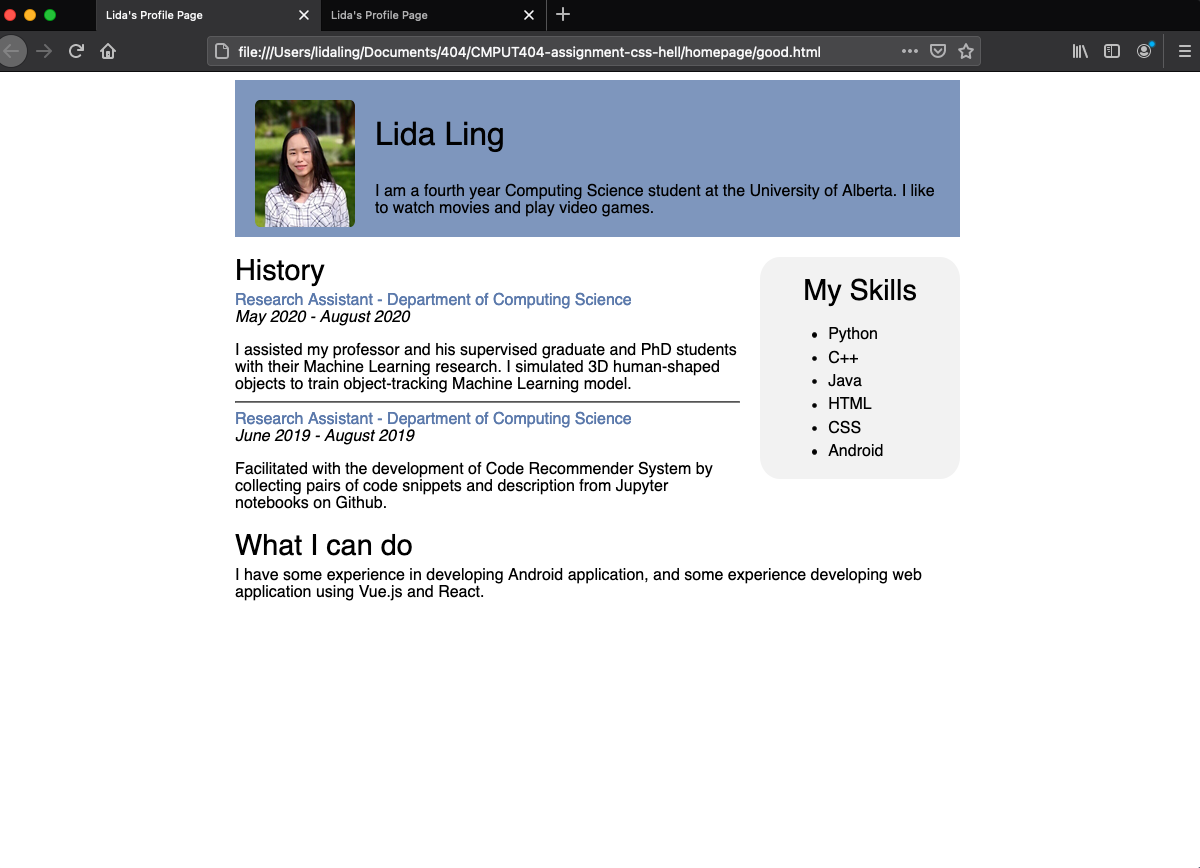 Lida's Profile Page
Lida's Profile Page
file:///Users/lidaling/Documents/404/CMPUT404-assignment-css-hell/homepage/good.html
Lida Ling
I am a fourth year Computing Science student at the University of Alberta. I like
to watch movies and play video games.
History
Research Assistant - Department of Computing Science
May 2020 - August 2020
I assisted my professor and his supervised graduate and PhD students
with their Machine Learning research. I simulated 3D human-shaped
objects to train object-tracking Machine Learning model.
Research Assistant - Department of Computing Science
June 2019 - August 2019
Facilitated with the development of Code Recommender System by
collecting pairs of code snippets and description from Jupyter
notebooks on Github.
My Skills
• Python
• C++
• Java
• HTML
• CSS
• Android
What I can do
I have some experience in developing Android application, and some experience developing web
application using Vue.js and React.